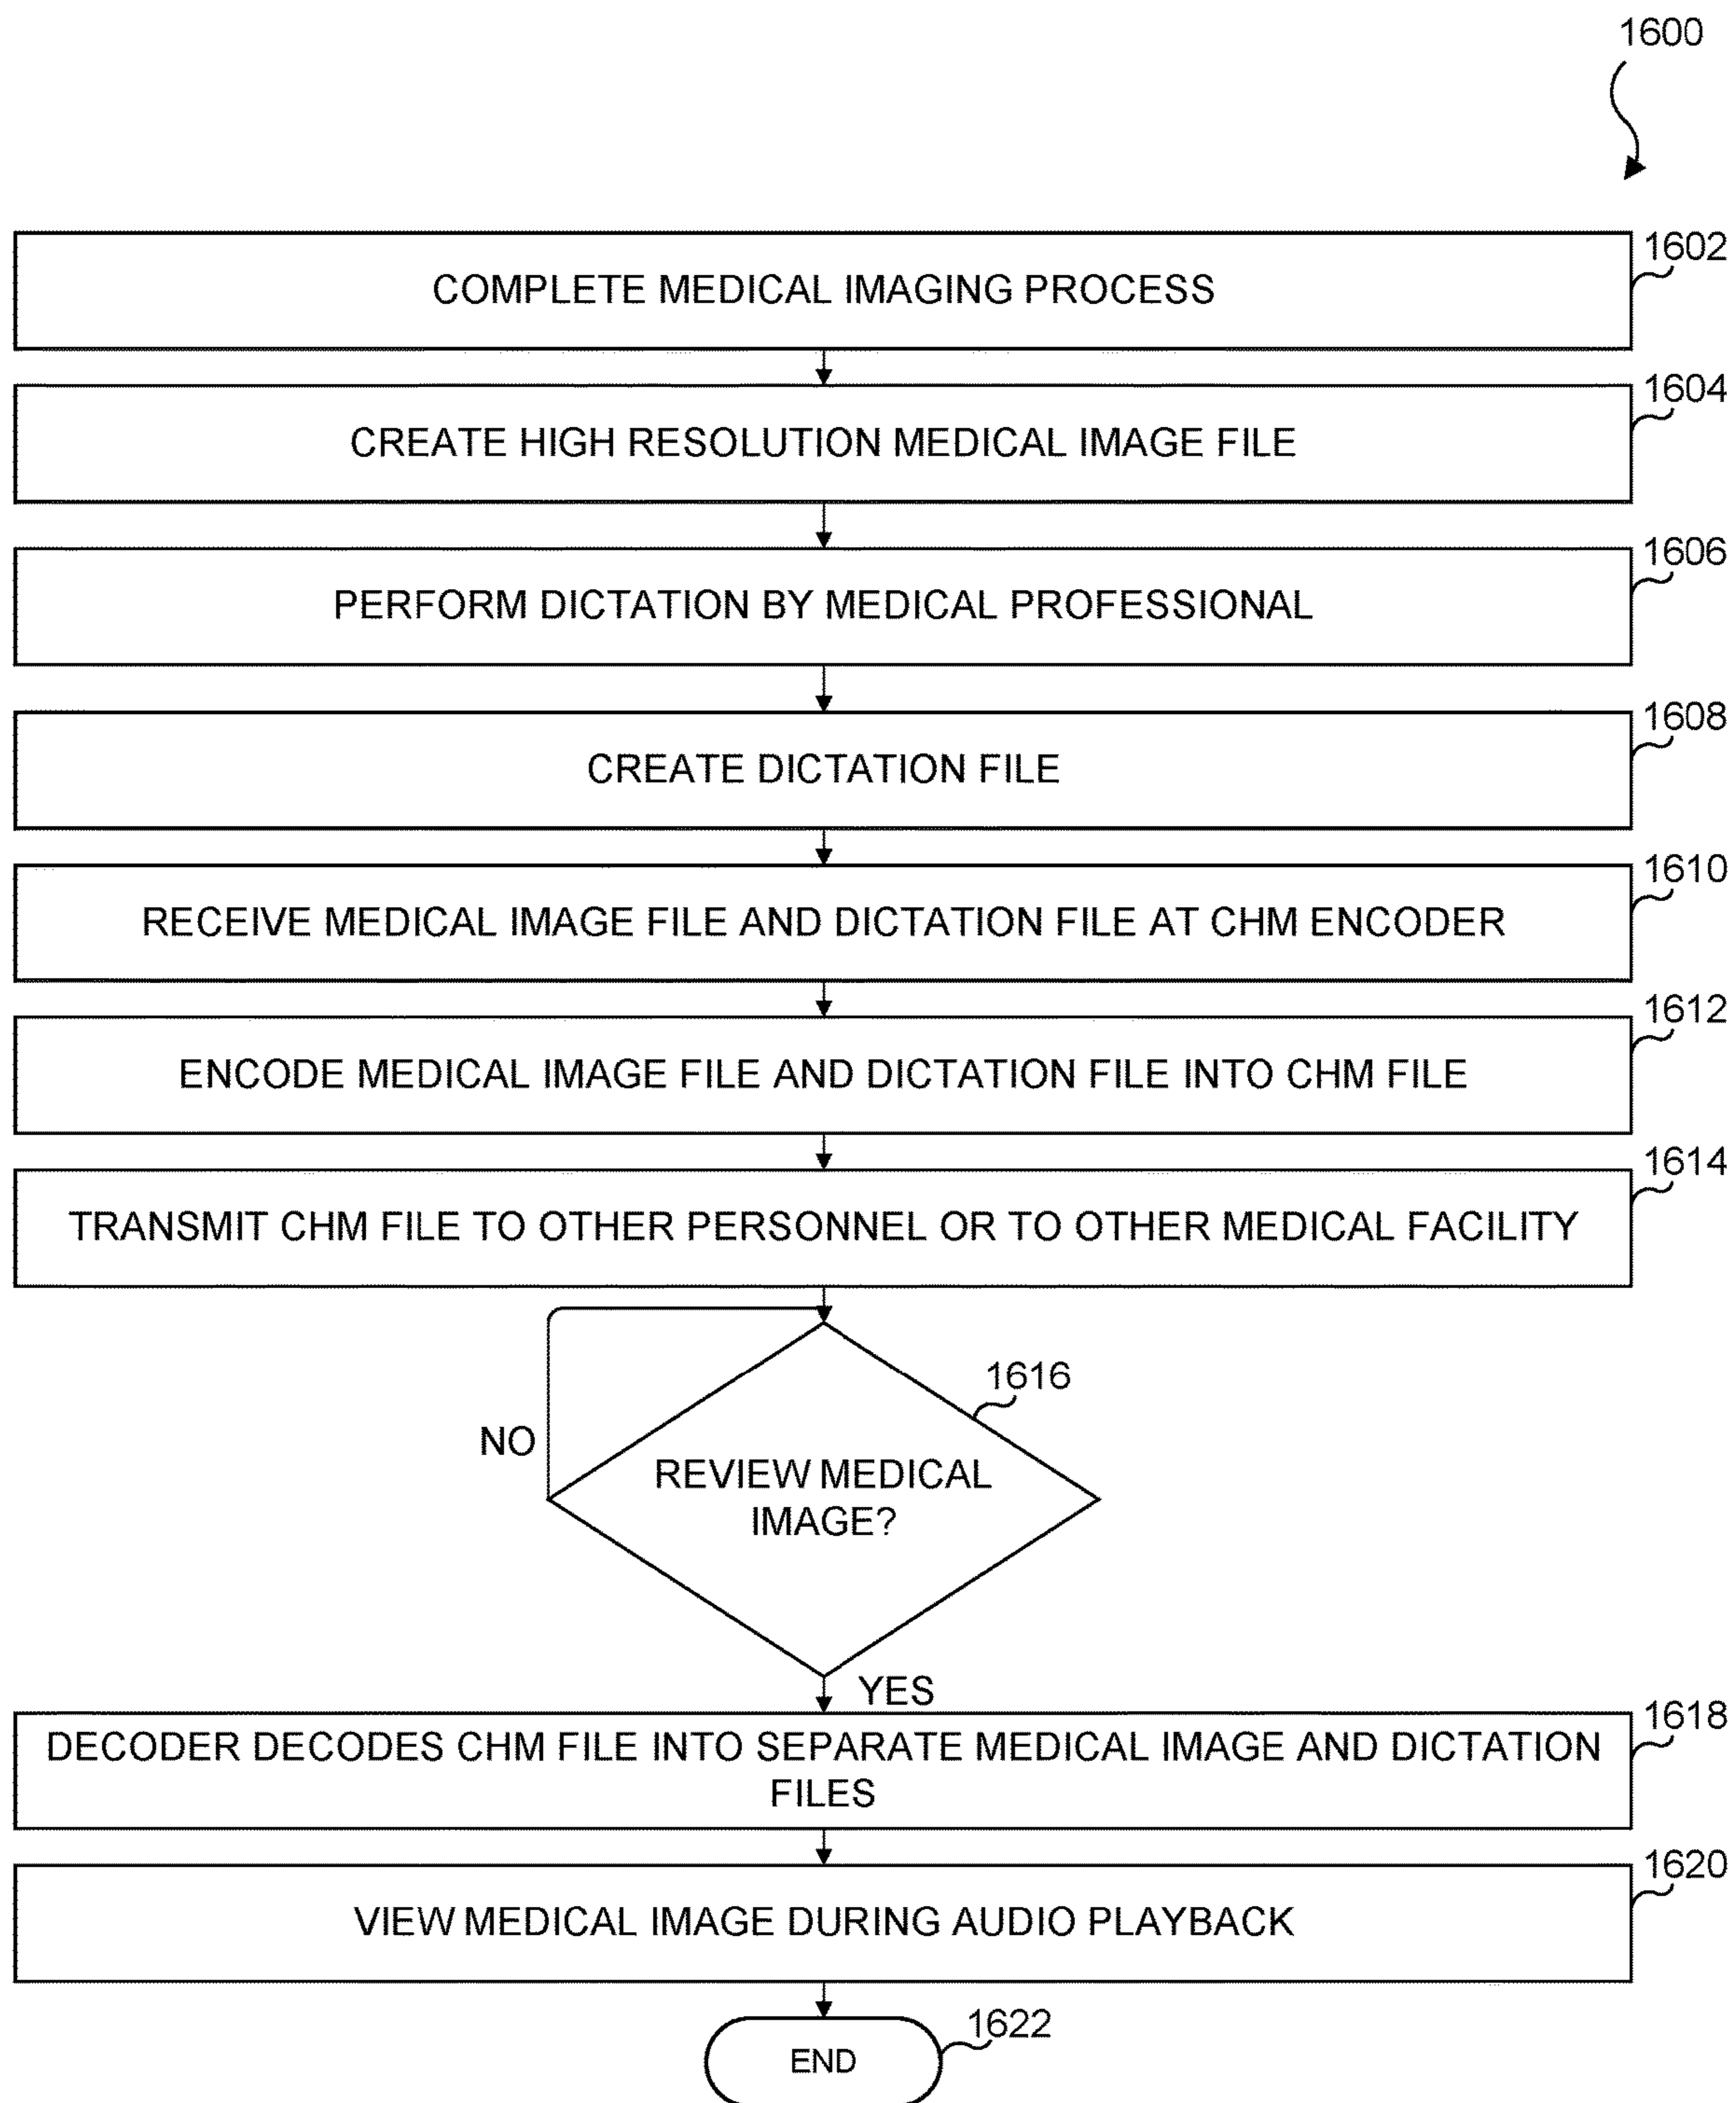 1600
1602
COMPLETE MEDICAL IMAGING PROCESS
1604
CREATE HIGH RESOLUTION MEDICAL IMAGE FILE
1606
PERFORM DICTATION BY MEDICAL PROFESSIONAL
1608
CREATE DICTATION FILE
1610
RECEIVE MEDICAL IMAGE FILE AND DICTATION FILE AT CHM ENCODER
1612
ENCODE MEDICAL IMAGE FILE AND DICTATION FILE INTO CHM FILE
1614
TRANSMIT CHM FILE TO OTHER PERSONNEL OR TO OTHER MEDICAL FACILITY
1616
NO
REVIEW MEDICAL
IMAGE?
YES
1618
DECODER DECODES CHM FILE INTO SEPARATE MEDICAL IMAGE AND DICTATION
FILES
1620
VIEW MEDICAL IMAGE DURING AUDIO PLAYBACK
1622
END